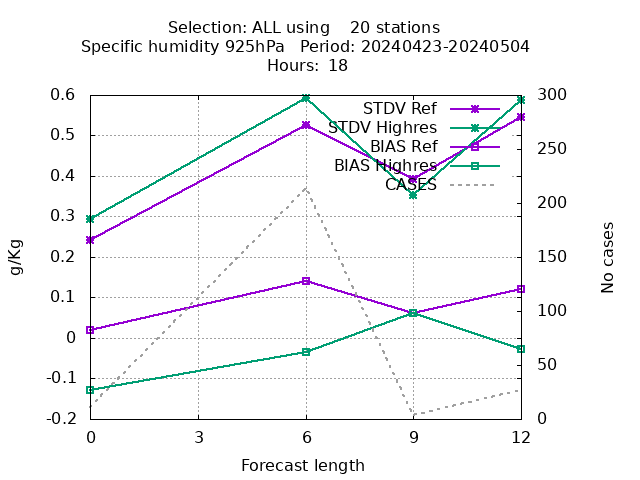 Selection: ALL using    20 stations
Specific humidity 925hPa   Period: 20240423-20240504
Hours: 18
0.6
0.5
0.4
0.3
0.2
0.1
0
-0.1
-0.2
g/Kg
STDV Ref
STDV Highres
BIAS Ref
BIAS Highres
CASES
300
250
200
150
100
50
0
No cases
0 3 6 9 12
Forecast length